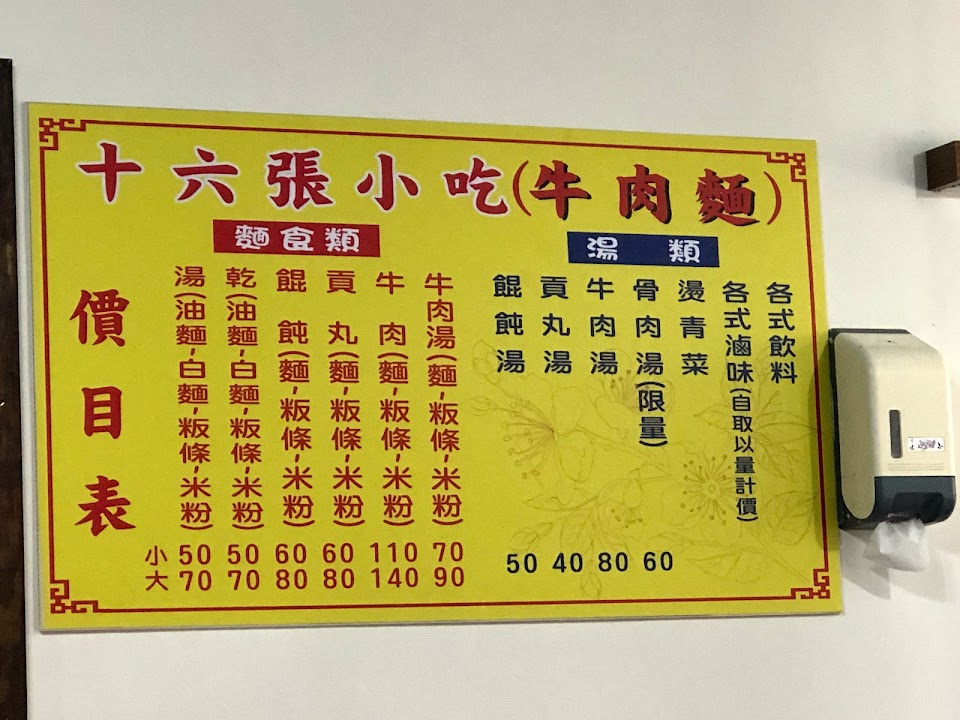 十六張小吃(牛肉麵)
價目表
麵食類
湯(油麵-白麵-粄條-米粉)
小 50
大 70
乾(油麵-白麵-粄條-米粉)
50
70
餛飩(麵-粄條-米粉)
60
80
貢丸(麵-粄條-米粉)
60
80
牛肉(麵-粄條-米粉)
110
140
牛肉湯(麵-粄條-米粉)
70
90
湯類
餛飩湯
50
貢丸湯
40
牛肉湯
80
骨肉湯(限量)
60
燙青菜
各式滷味(自取以量計價)
各式飲料